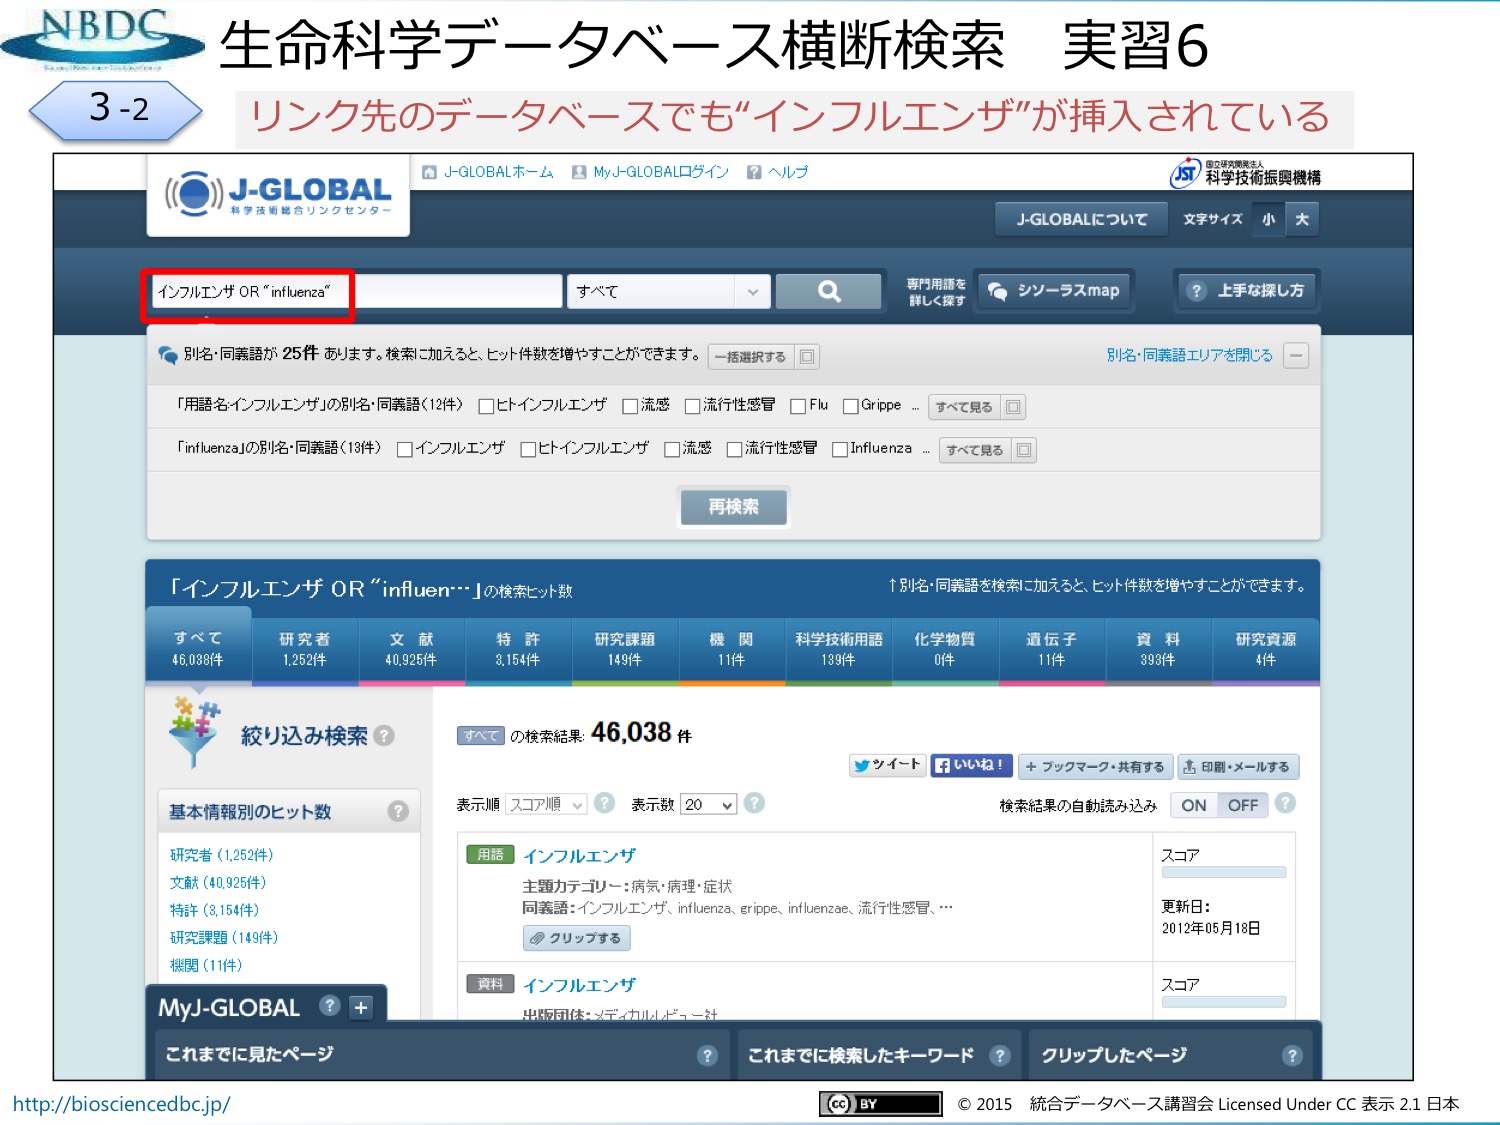 NBDC
生命科学データベース横断検索　実習6
3-2
リンク先のデータベースでも“インフルエンザ”が挿入されている
J-GLOBAL
科学技術総合リンクセンター
J-GLOBALホーム　MyJ-GLOBALログイン　ヘルプ
JST 国立研究開発法人
科学技術振興機構
J-GLOBALについて　文字サイズ　小　大
インフルエンザ OR “influenza”　すべて
専門用語を
詳しく探す
シソーラスmap　? 上手な探し方
別名・同義語が 25件 あります。検索に加えると、ヒット件数を増やすことができます。 一括選択する
別名・同義語エリアを閉じる
「用語名:インフルエンザ」の別名・同義語（12件） ヒトインフルエンザ 流感 流行性感冒 Flu Grippe ... すべて見る
「influenza」の別名・同義語（13件） インフルエンザ ヒトインフルエンザ 流感 流行性感冒 Influenza ... すべて見る
再検索
「インフルエンザ OR “influen…」の検索ヒット数
↑別名・同義語を検索に加えると、ヒット件数を増やすことができます。
すべて 研究者 文献 特許 研究課題 機関 科学技術用語 化学物質 遺伝子 資料 研究資源
46,038件 1,252件 40,925件 3,154件 149件 11件 139件 0件 11件 393件 4件
絞り込み検索 ?
すべて の検索結果: 46,038 件
ツイート　いいね！　+ ブックマーク・共有する　印刷・メールする
表示順 スコア順 ? 表示数 20 ?
検索結果の自動読み込み ON OFF ?
基本情報別のヒット数 ?
研究者（1,252件）
文献（40,925件）
特許（3,154件）
研究課題（149件）
機関（11件）
用語 インフルエンザ
主題カテゴリー：病気・病理・症状
同義語：インフルエンザ、influenza、grippe、influenzae、流行性感冒、…
クリップする
スコア
更新日：
2012年05月18日
資料 インフルエンザ
出版団体：メディカルレビュー社
スコア
MyJ-GLOBAL ? +
これまでに見たページ ?
これまでに検索したキーワード ?
クリップしたページ ?
http://biosciencedbc.jp/
cc BY
© 2015　統合データベース講習会 Licensed Under CC 表示 2.1 日本